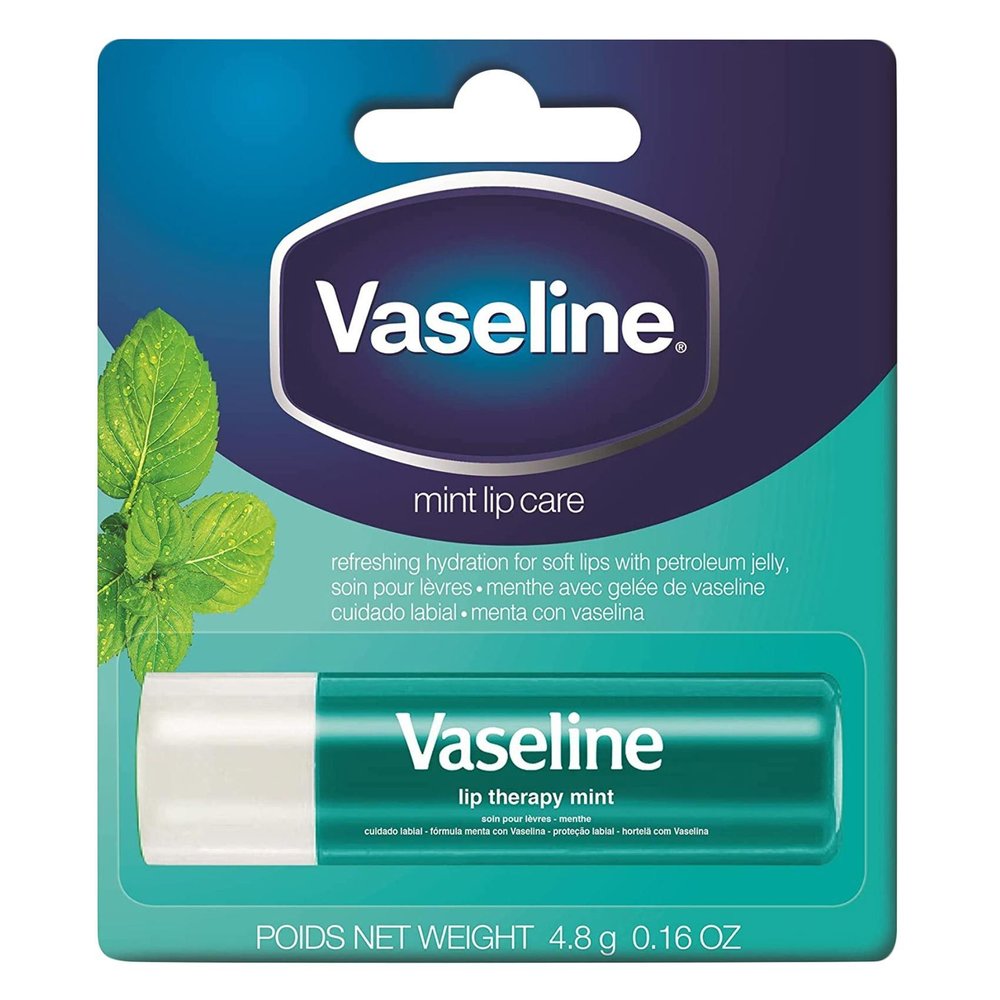 Vaseline®
mint lip care
refreshing hydration for soft lips with petroleum jelly,
soin pour lèvres • menthe avec gelée de vaseline
cuidado labial • menta con vaselina
Vaseline
lip therapy mint
soin pour lèvres - menthe
cuidado labial - fórmula menta con Vaselina - proteção labial - hortelã com Vaselina
POIDS NET WEIGHT 4.8 g 0.16 OZ